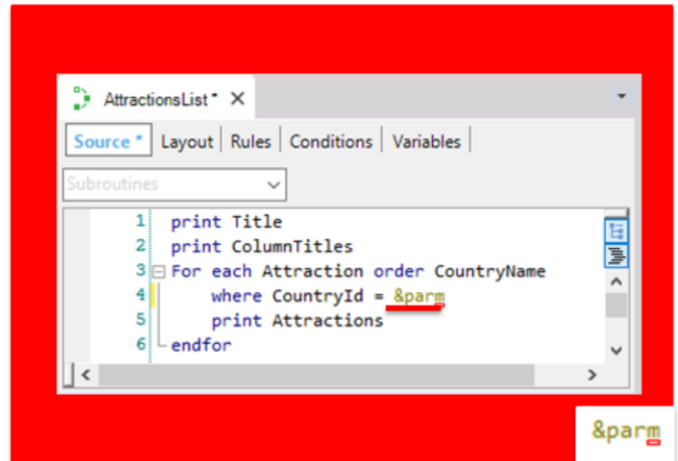 AttractionsList *
Source * Layout Rules Conditions Variables
Subroutines
1 print Title
2 print ColumnTitles
3 For each Attraction order CountryName
4 where CountryId = &parm
5 print Attractions
6 endfor
&parm